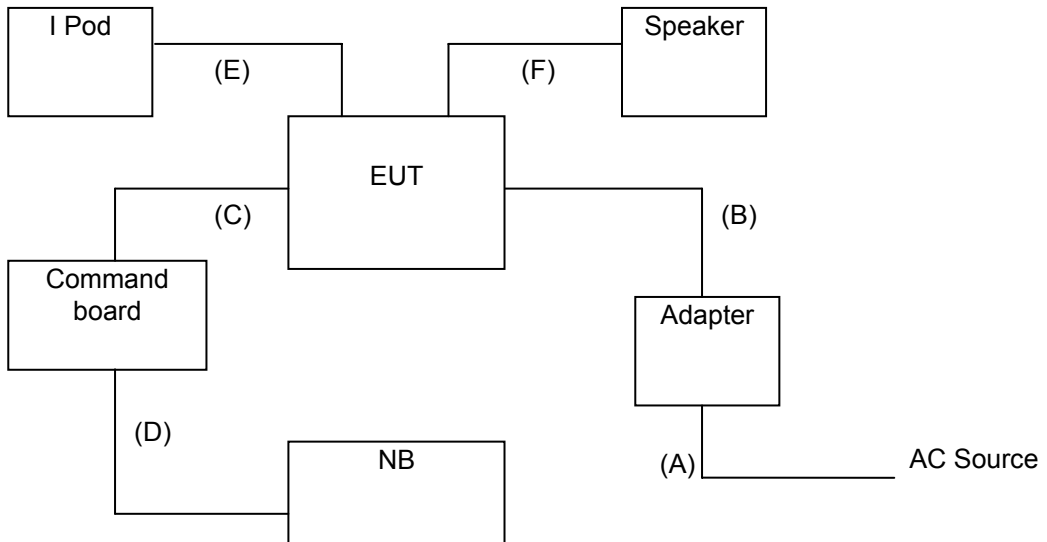 I Pod
Speaker
(E)
(F)
EUT
(C)
(B)
Command
board
Adapter
(D)
NB
(A)
AC Source